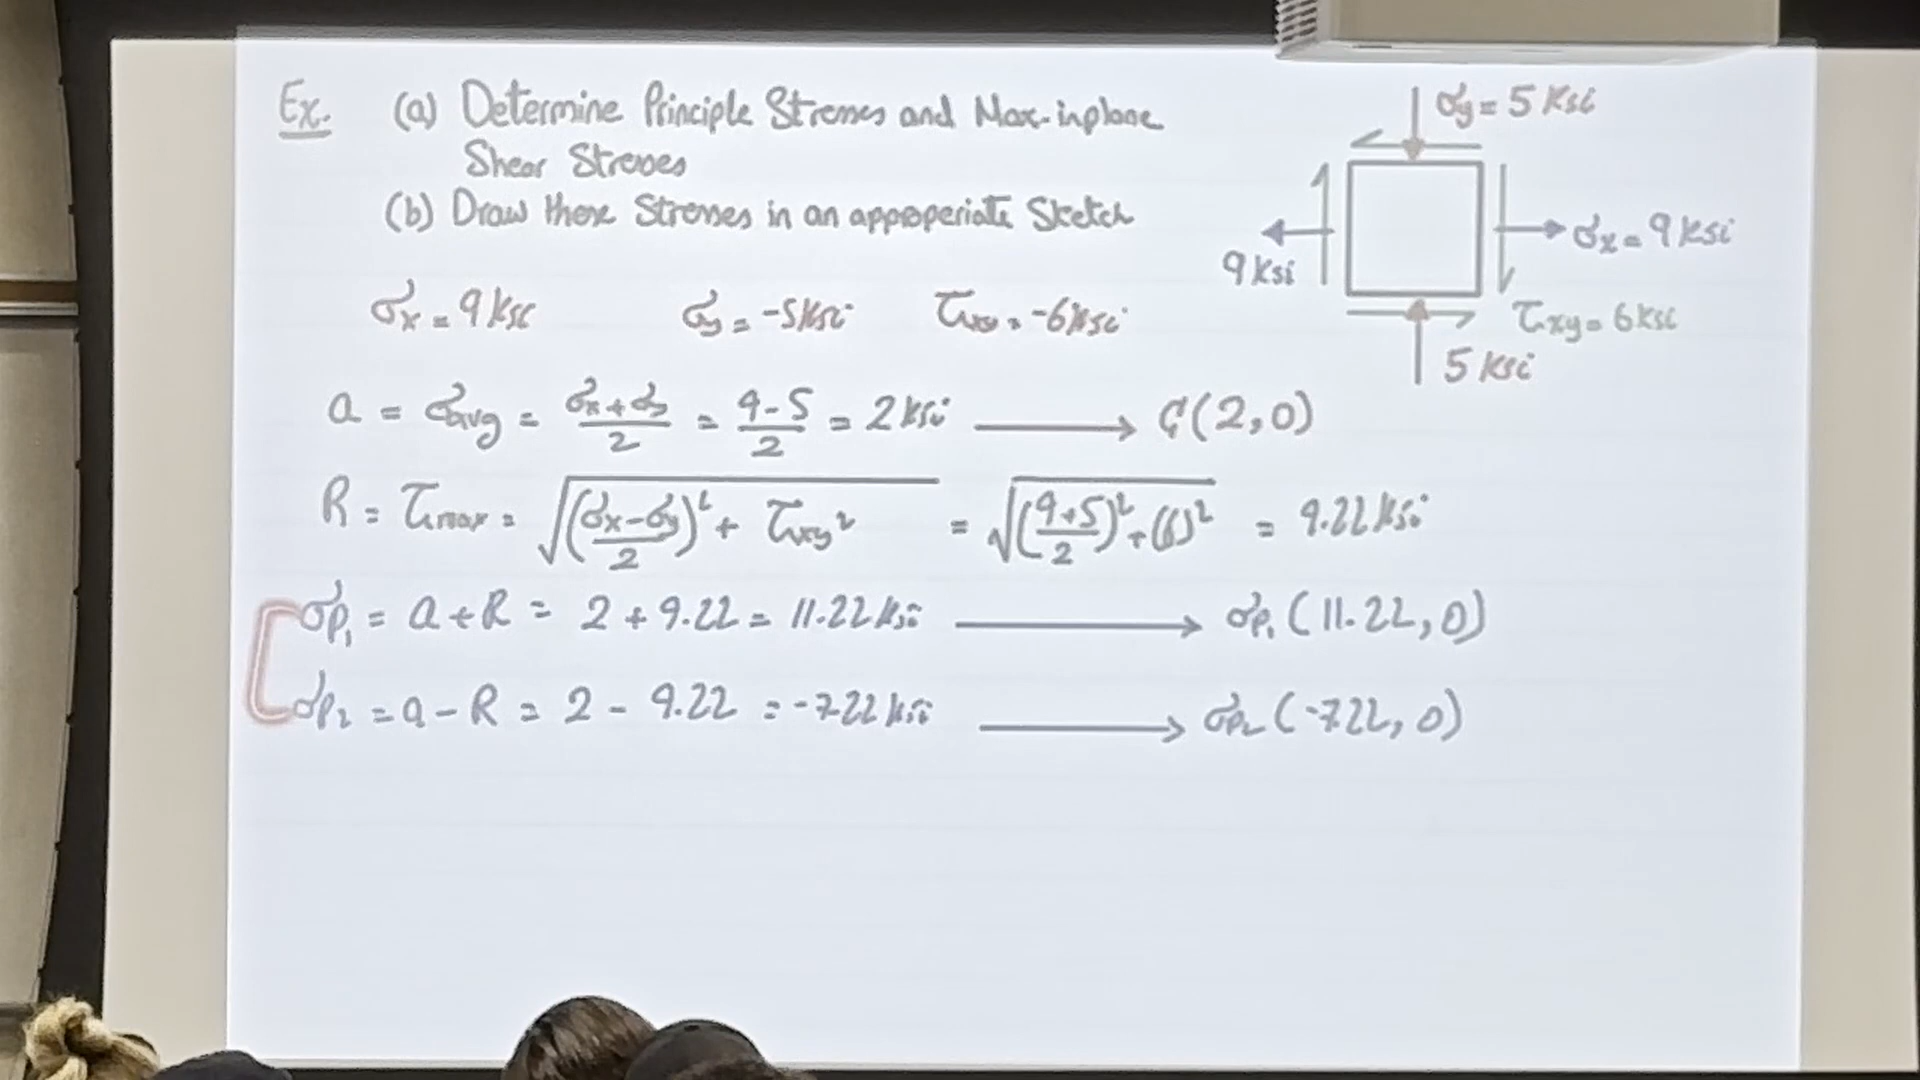 Ex. (a) Determine Principle Stresses and Max. inplane
Shear Stresses
(b) Draw these Stresses in an appropriate Sketch
σy = 5 ksi
σx = 9 ksi
9 ksi
τxy = 6 ksi
5 ksi
σx = 9 ksi σy = -5 ksi τxy = -6 ksi
a = σavg = (σx + σy)/2 = (9 - 5)/2 = 2 ksi → C(2,0)
R = τmax = √(((σx - σy)/2)² + τxy²) = √(((9+5)/2)² + (6)²) = 9.22 ksi
σp1 = a + R = 2 + 9.22 = 11.22 ksi → σp1 (11.22, 0)
σp2 = a - R = 2 - 9.22 = -7.22 ksi → σp2 (-7.22, 0)